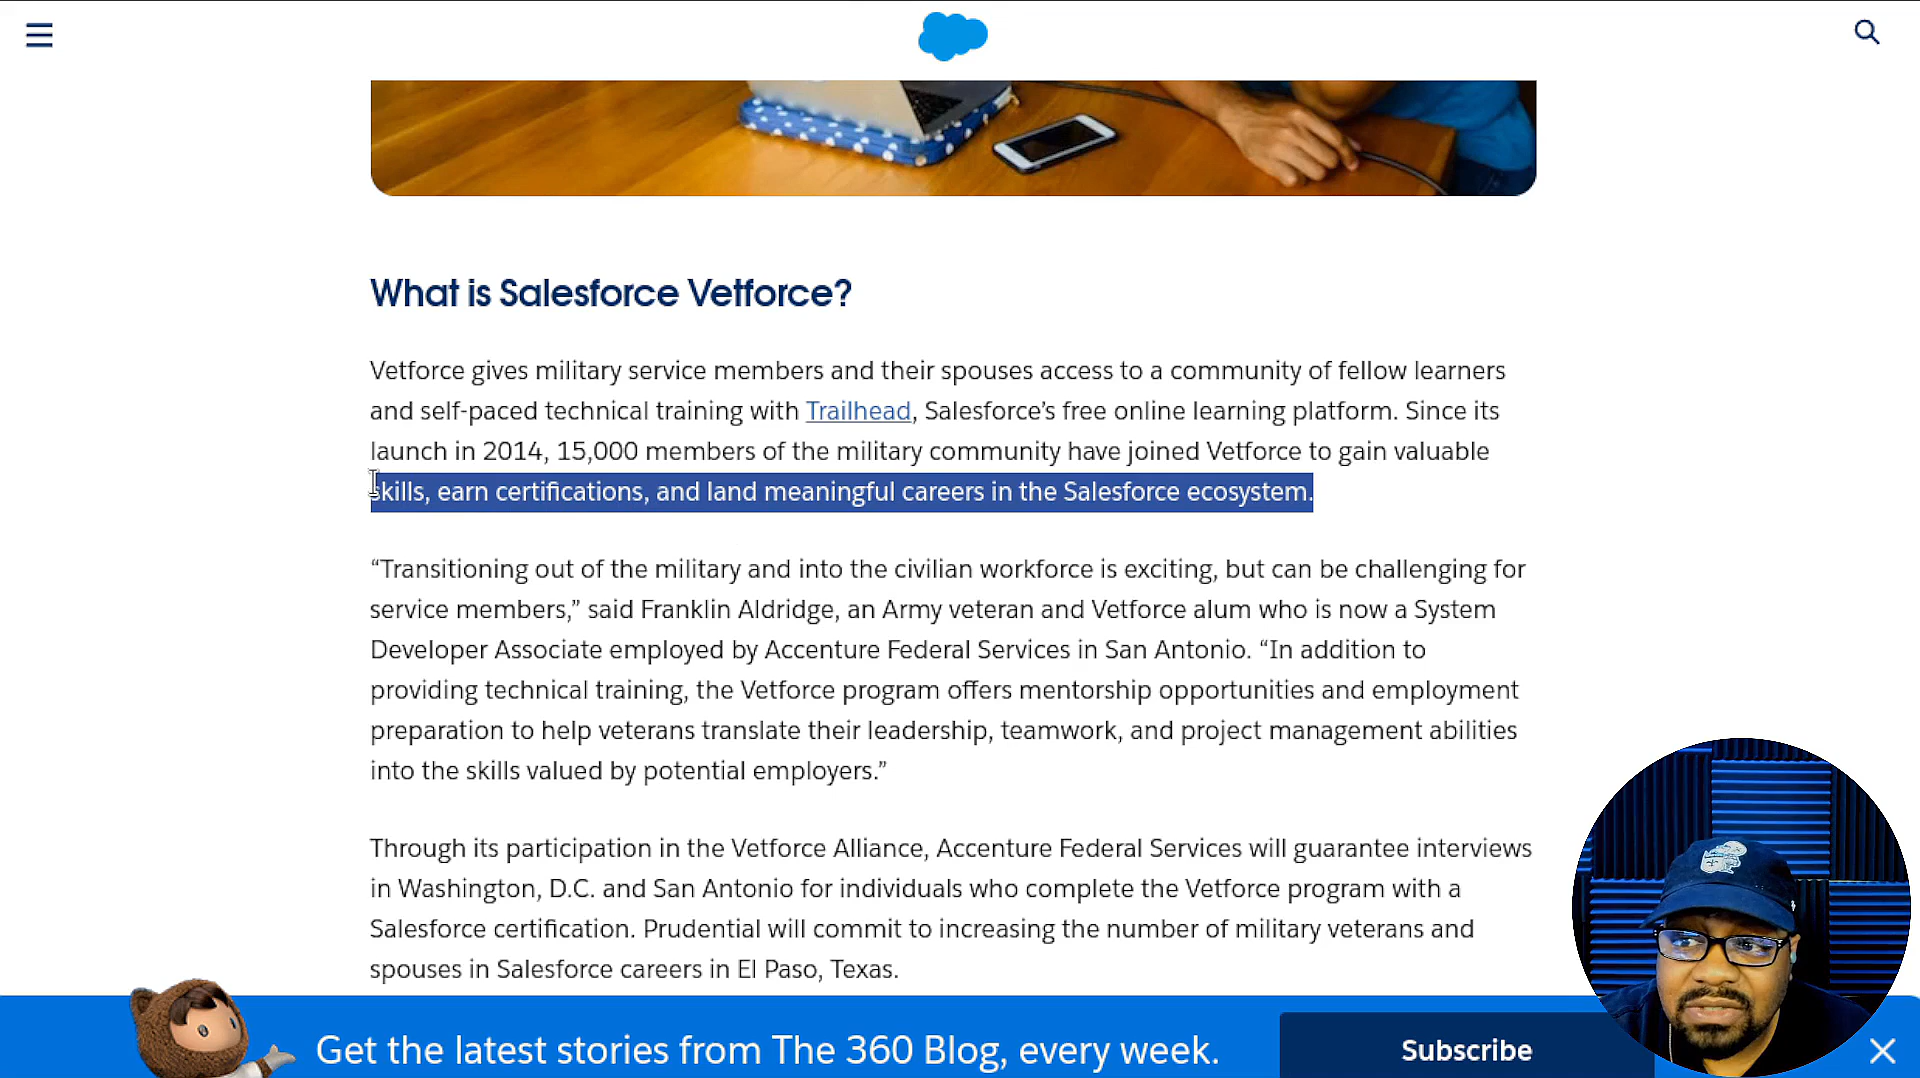 What is Salesforce Vetforce?
Vetforce gives military service members and their spouses access to a community of fellow learners
and self-paced technical training with Trailhead, Salesforce’s free online learning platform. Since its
launch in 2014, 15,000 members of the military community have joined Vetforce to gain valuable
skills, earn certifications, and land meaningful careers in the Salesforce ecosystem.
“Transitioning out of the military and into the civilian workforce is exciting, but can be challenging for
service members,” said Franklin Aldridge, an Army veteran and Vetforce alum who is now a System
Developer Associate employed by Accenture Federal Services in San Antonio. “In addition to
providing technical training, the Vetforce program offers mentorship opportunities and employment
preparation to help veterans translate their leadership, teamwork, and project management abilities
into the skills valued by potential employers.”
Through its participation in the Vetforce Alliance, Accenture Federal Services will guarantee interviews
in Washington, D.C. and San Antonio for individuals who complete the Vetforce program with a
Salesforce certification. Prudential will commit to increasing the number of military veterans and
spouses in Salesforce careers in El Paso, Texas.
Get the latest stories from The 360 Blog, every week.
Subscribe